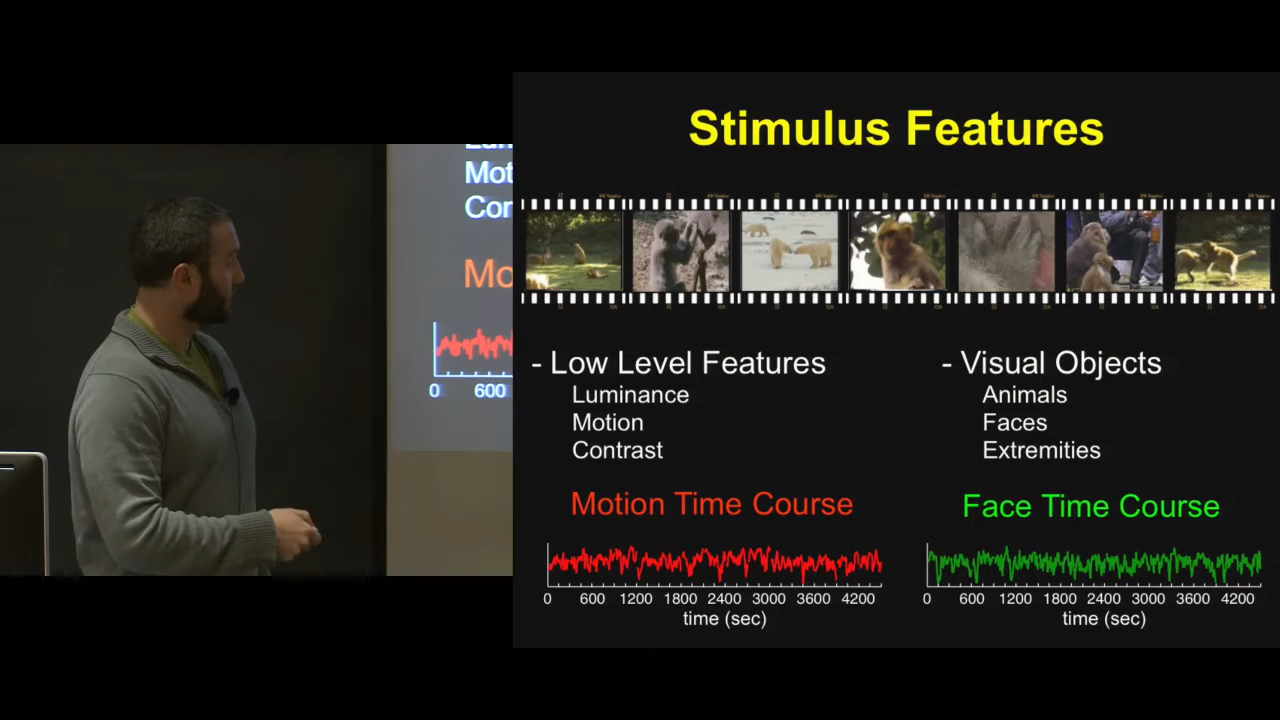 Stimulus Features
- Low Level Features
Luminance
Motion
Contrast
- Visual Objects
Animals
Faces
Extremities
Motion Time Course
0 600 1200 1800 2400 3000 3600 4200
time (sec)
Face Time Course
0 600 1200 1800 2400 3000 3600 4200
time (sec)
Mot
Cor
Mo
0 600